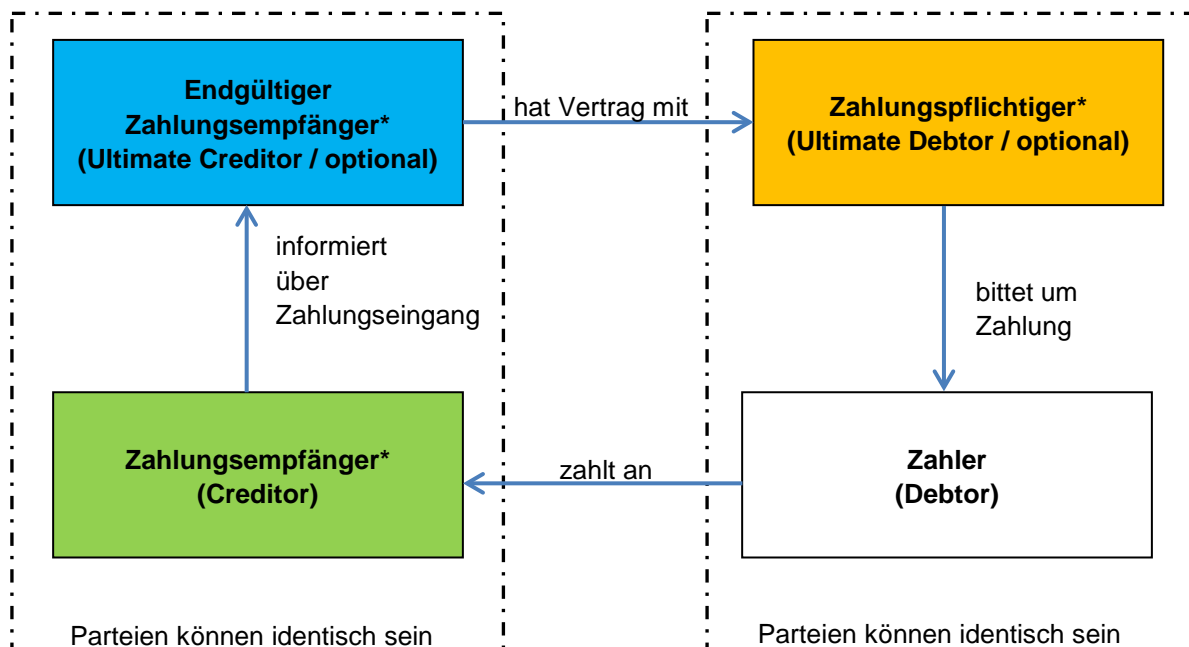 Endgültiger
Zahlungsempfänger*
(Ultimate Creditor / optional)
hat Vertrag mit
Zahlungspflichtiger*
(Ultimate Debtor / optional)
informiert
über
Zahlungseingang
bittet um
Zahlung
Zahlungsempfänger*
(Creditor)
zahlt an
Zahler
(Debtor)
Parteien können identisch sein
Parteien können identisch sein